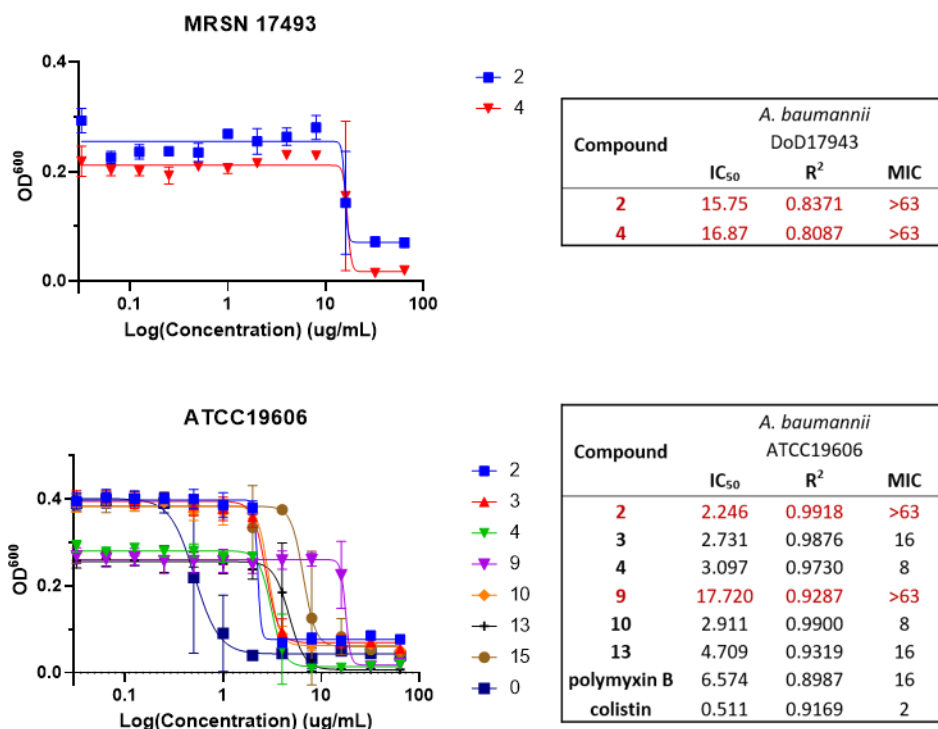 MRSN 17493
0.4
0.2
0.0
OD600
0.1 1 10 100
Log(Concentration) (ug/mL)
2
4
A. baumannii
Compound DoD17943
IC50 R2 MIC
2 15.75 0.8371 >63
4 16.87 0.8087 >63
ATCC19606
0.4
0.2
0.0
OD600
0.1 1 10 100
Log(Concentration) (ug/mL)
2
3
4
9
10
13
15
0
A. baumannii
Compound ATCC19606
IC50 R2 MIC
2 2.246 0.9918 >63
3 2.731 0.9876 16
4 3.097 0.9730 8
9 17.720 0.9287 >63
10 2.911 0.9900 8
13 4.709 0.9319 16
polymyxin B 6.574 0.8987 16
colistin 0.511 0.9169 2